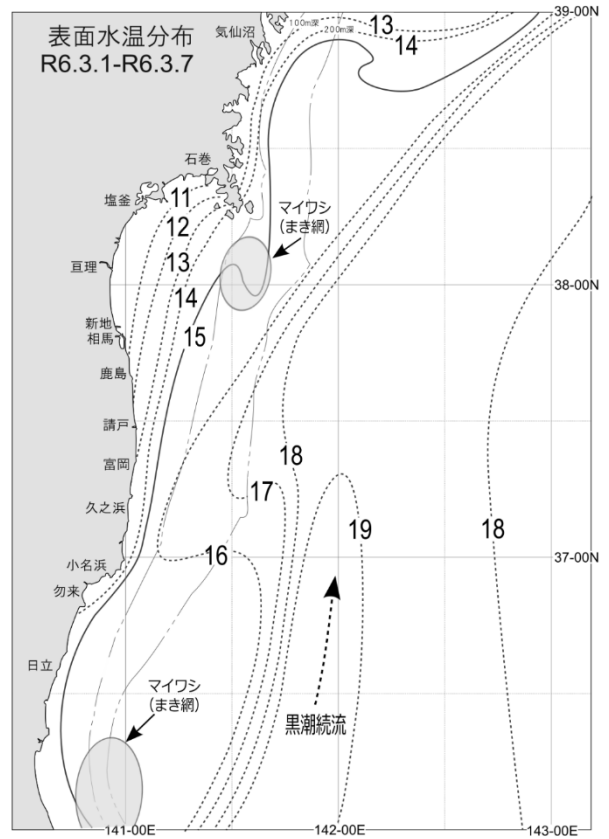 表面水温分布
R6.3.1-R6.3.7
気仙沼
100m深
200m深
13
14
39-00N
石巻
塩釜
11
12
13
14
15
マイワシ
(まき網)
亘理
38-00N
新地
相馬
鹿島
請戸
富岡
久之浜
小名浜
勿来
日立
18
17
16
19
18
37-00N
マイワシ
(まき網)
黒潮続流
141-00E
142-00E
143-00E